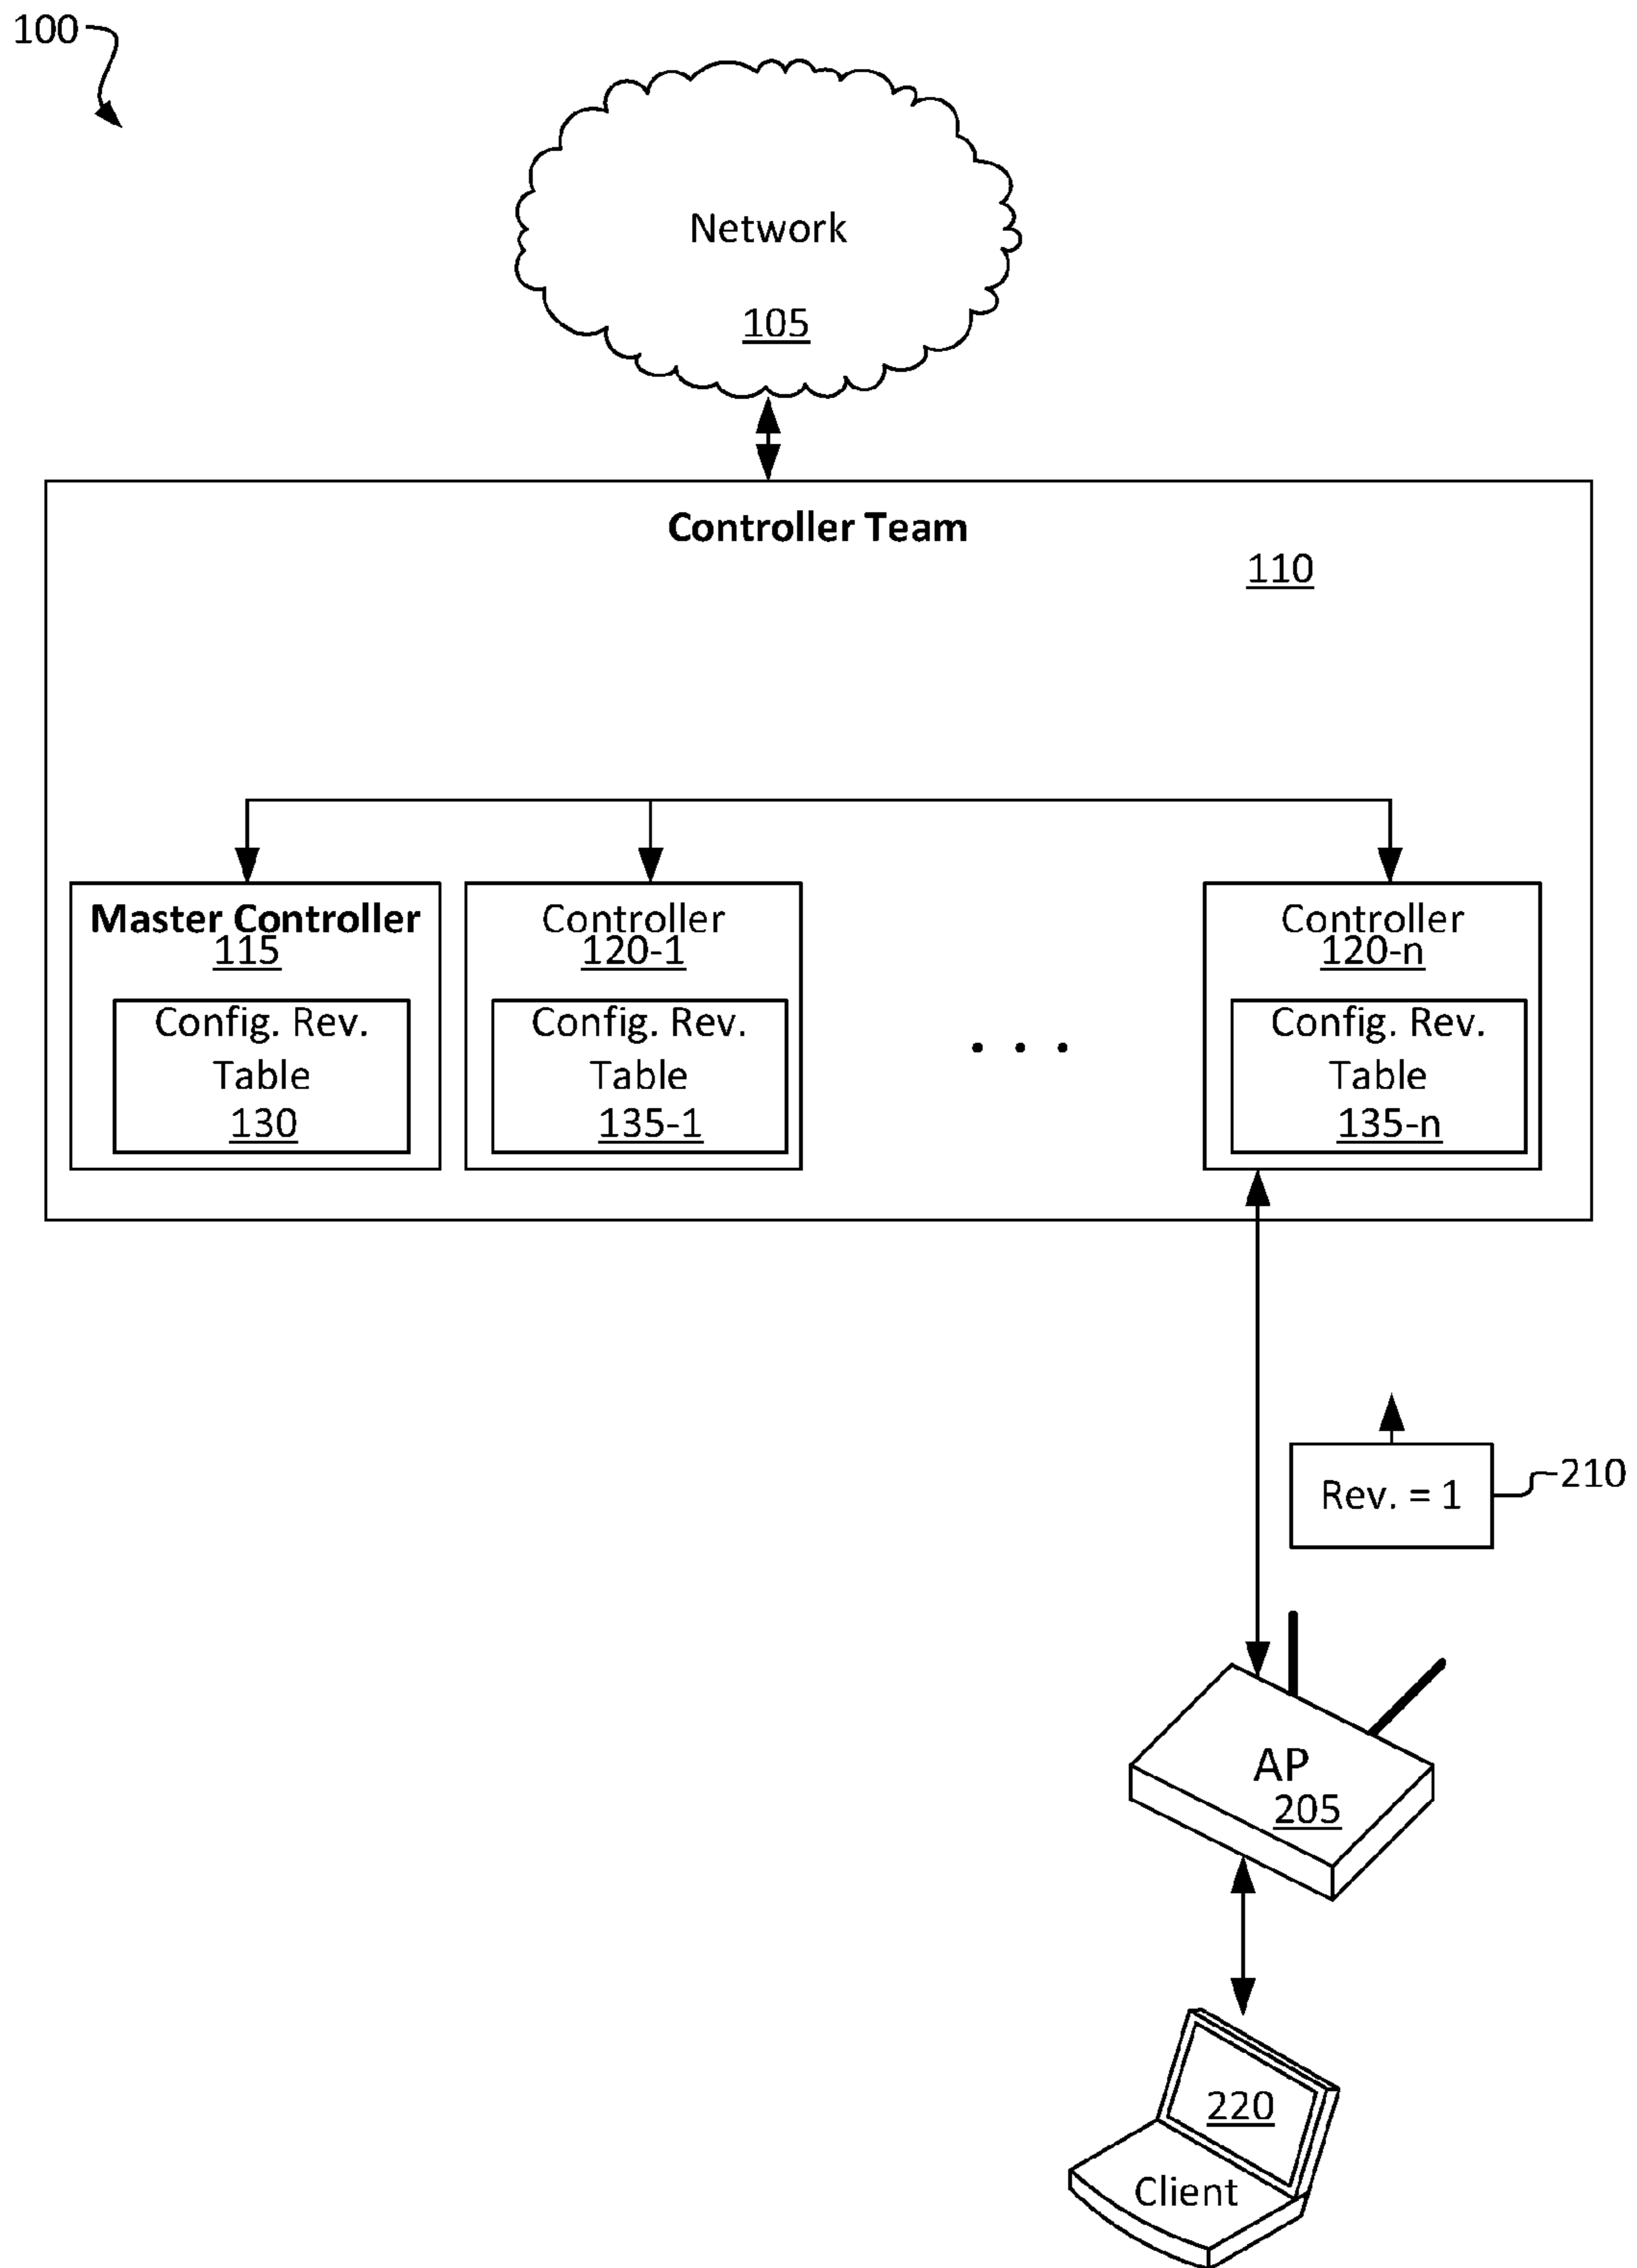 100
Network
105
Controller Team
110
Master Controller
115
Config. Rev.
Table
130
Controller
120-1
Config. Rev.
Table
135-1
. . .
Controller
120-n
Config. Rev.
Table
135-n
Rev. = 1
210
AP
205
220
Client